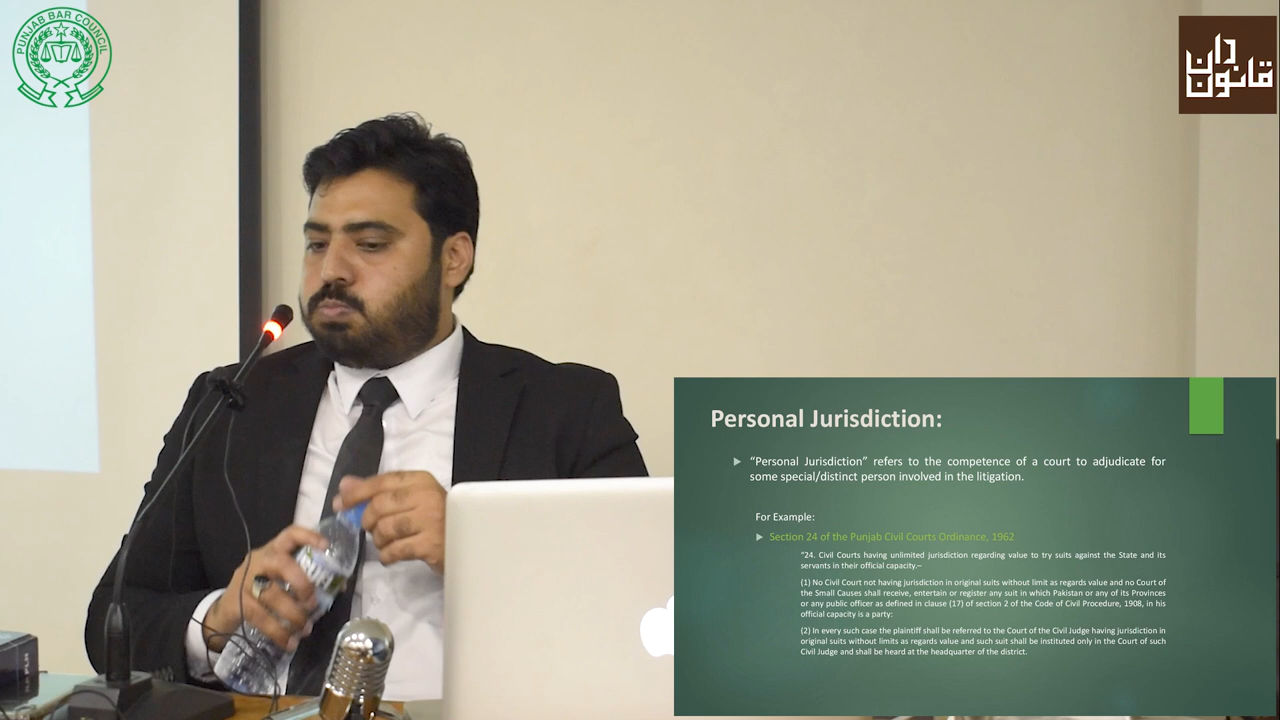 PUNJAB BAR COUNCIL
قانون دان
Personal Jurisdiction:
“Personal Jurisdiction” refers to the competence of a court to adjudicate for
some special/distinct person involved in the litigation.
For Example:
Section 24 of the Punjab Civil Courts Ordinance, 1962
“24. Civil Courts having unlimited jurisdiction regarding value to try suits against the State and its
servants in their official capacity.–
(1) No Civil Court not having jurisdiction in original suits without limit as regards value and no Court of
the Small Causes shall receive, entertain or register any suit in which Pakistan or any of its Provinces
or any public officer as defined in clause (17) of section 2 of the Code of Civil Procedure, 1908, in his
official capacity is a party:
(2) In every such case the plaintiff shall be referred to the Court of the Civil Judge having jurisdiction in
original suits without limits as regards value and such suit shall be instituted only in the Court of such
Civil Judge and shall be heard at the headquarter of the district.